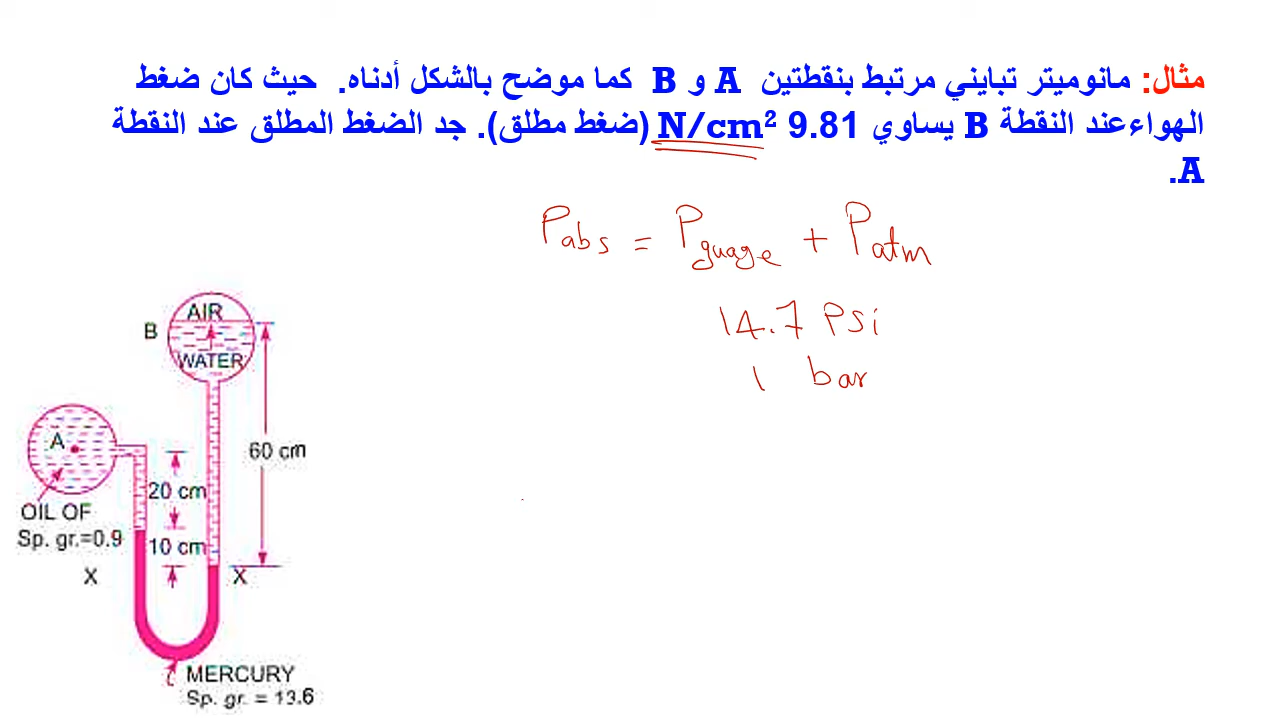 مثال: مانوميتر تبايني مرتبط بنقطتين A و B كما موضح بالشكل أدناه. حيث كان ضغط
الهواءعند النقطة B يساوي 9.81 N/cm² (ضغط مطلق). جد الضغط المطلق عند النقطة
A.
Pabs = Pguage + Patm
14.7 Psi
1 bar
AIR
B
WATER
A
60 cm
20 cm
OIL OF
Sp. gr.=0.9
10 cm
X
X
MERCURY
Sp. gr. = 13.6